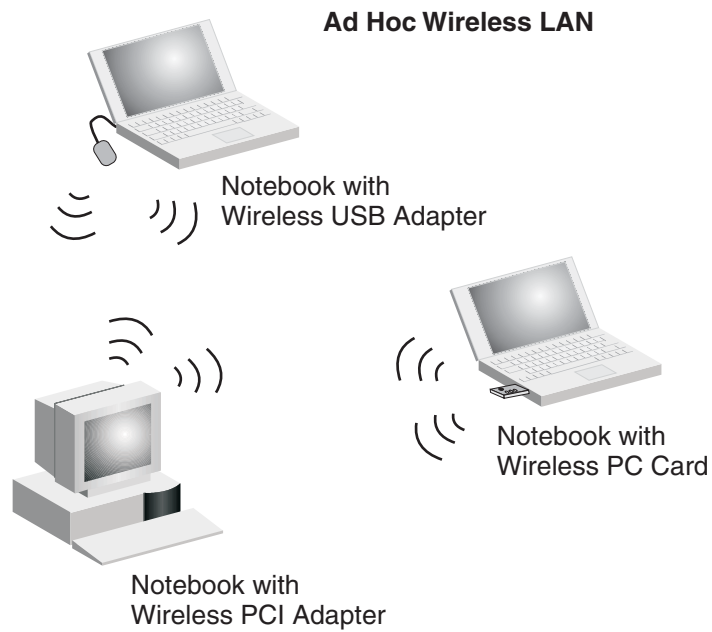 Ad Hoc Wireless LAN
Notebook with
Wireless USB Adapter
Notebook with
Wireless PC Card
Notebook with
Wireless PCI Adapter